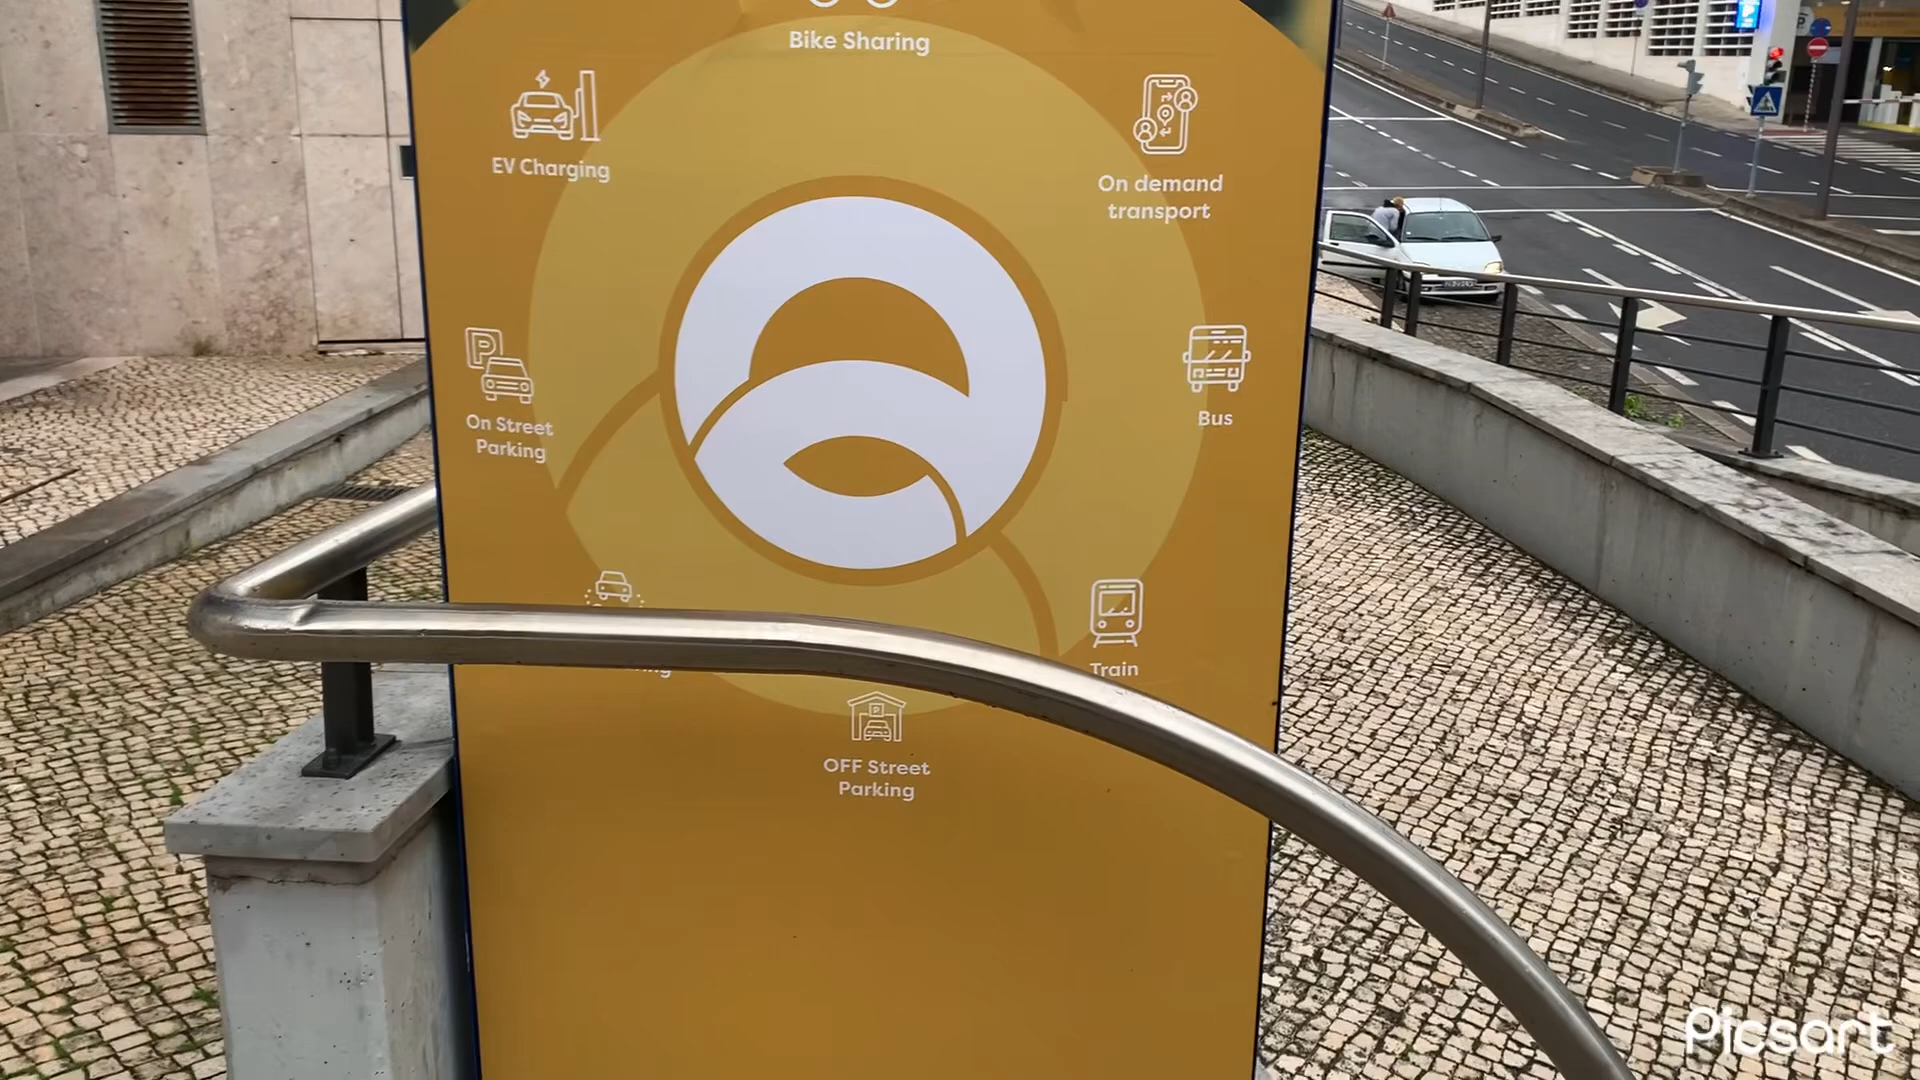 Bike Sharing
EV Charging
On demand
transport
On Street
Parking
Bus
Train
OFF Street
Parking
P
P
Picsart